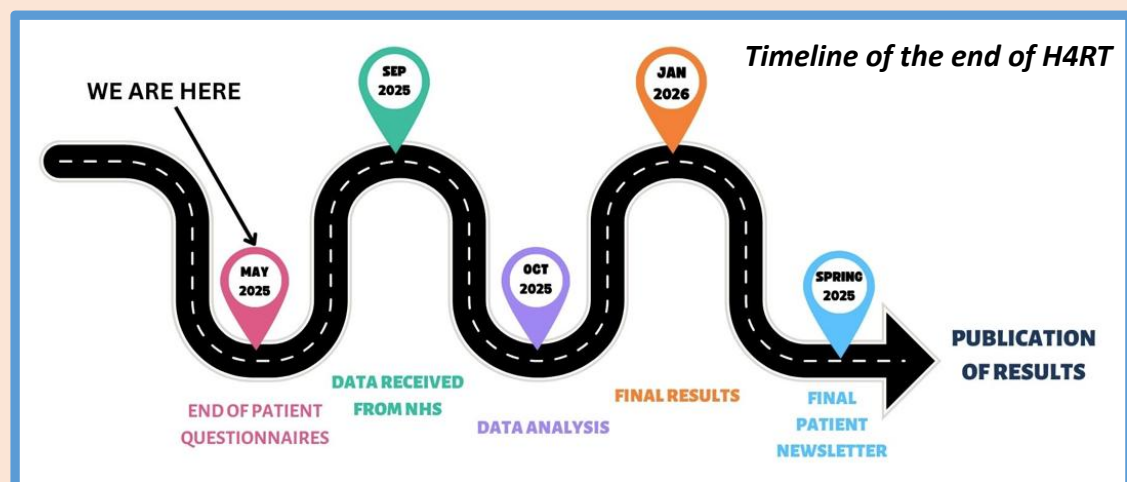 Timeline of the end of H4RT
WE ARE HERE
SEP
2025
JAN
2026
MAY
2025
OCT
2025
SPRING
2025
PUBLICATION
OF RESULTS
END OF PATIENT
QUESTIONNAIRES
DATA RECEIVED
FROM NHS
DATA ANALYSIS
FINAL RESULTS
FINAL
PATIENT
NEWSLETTER